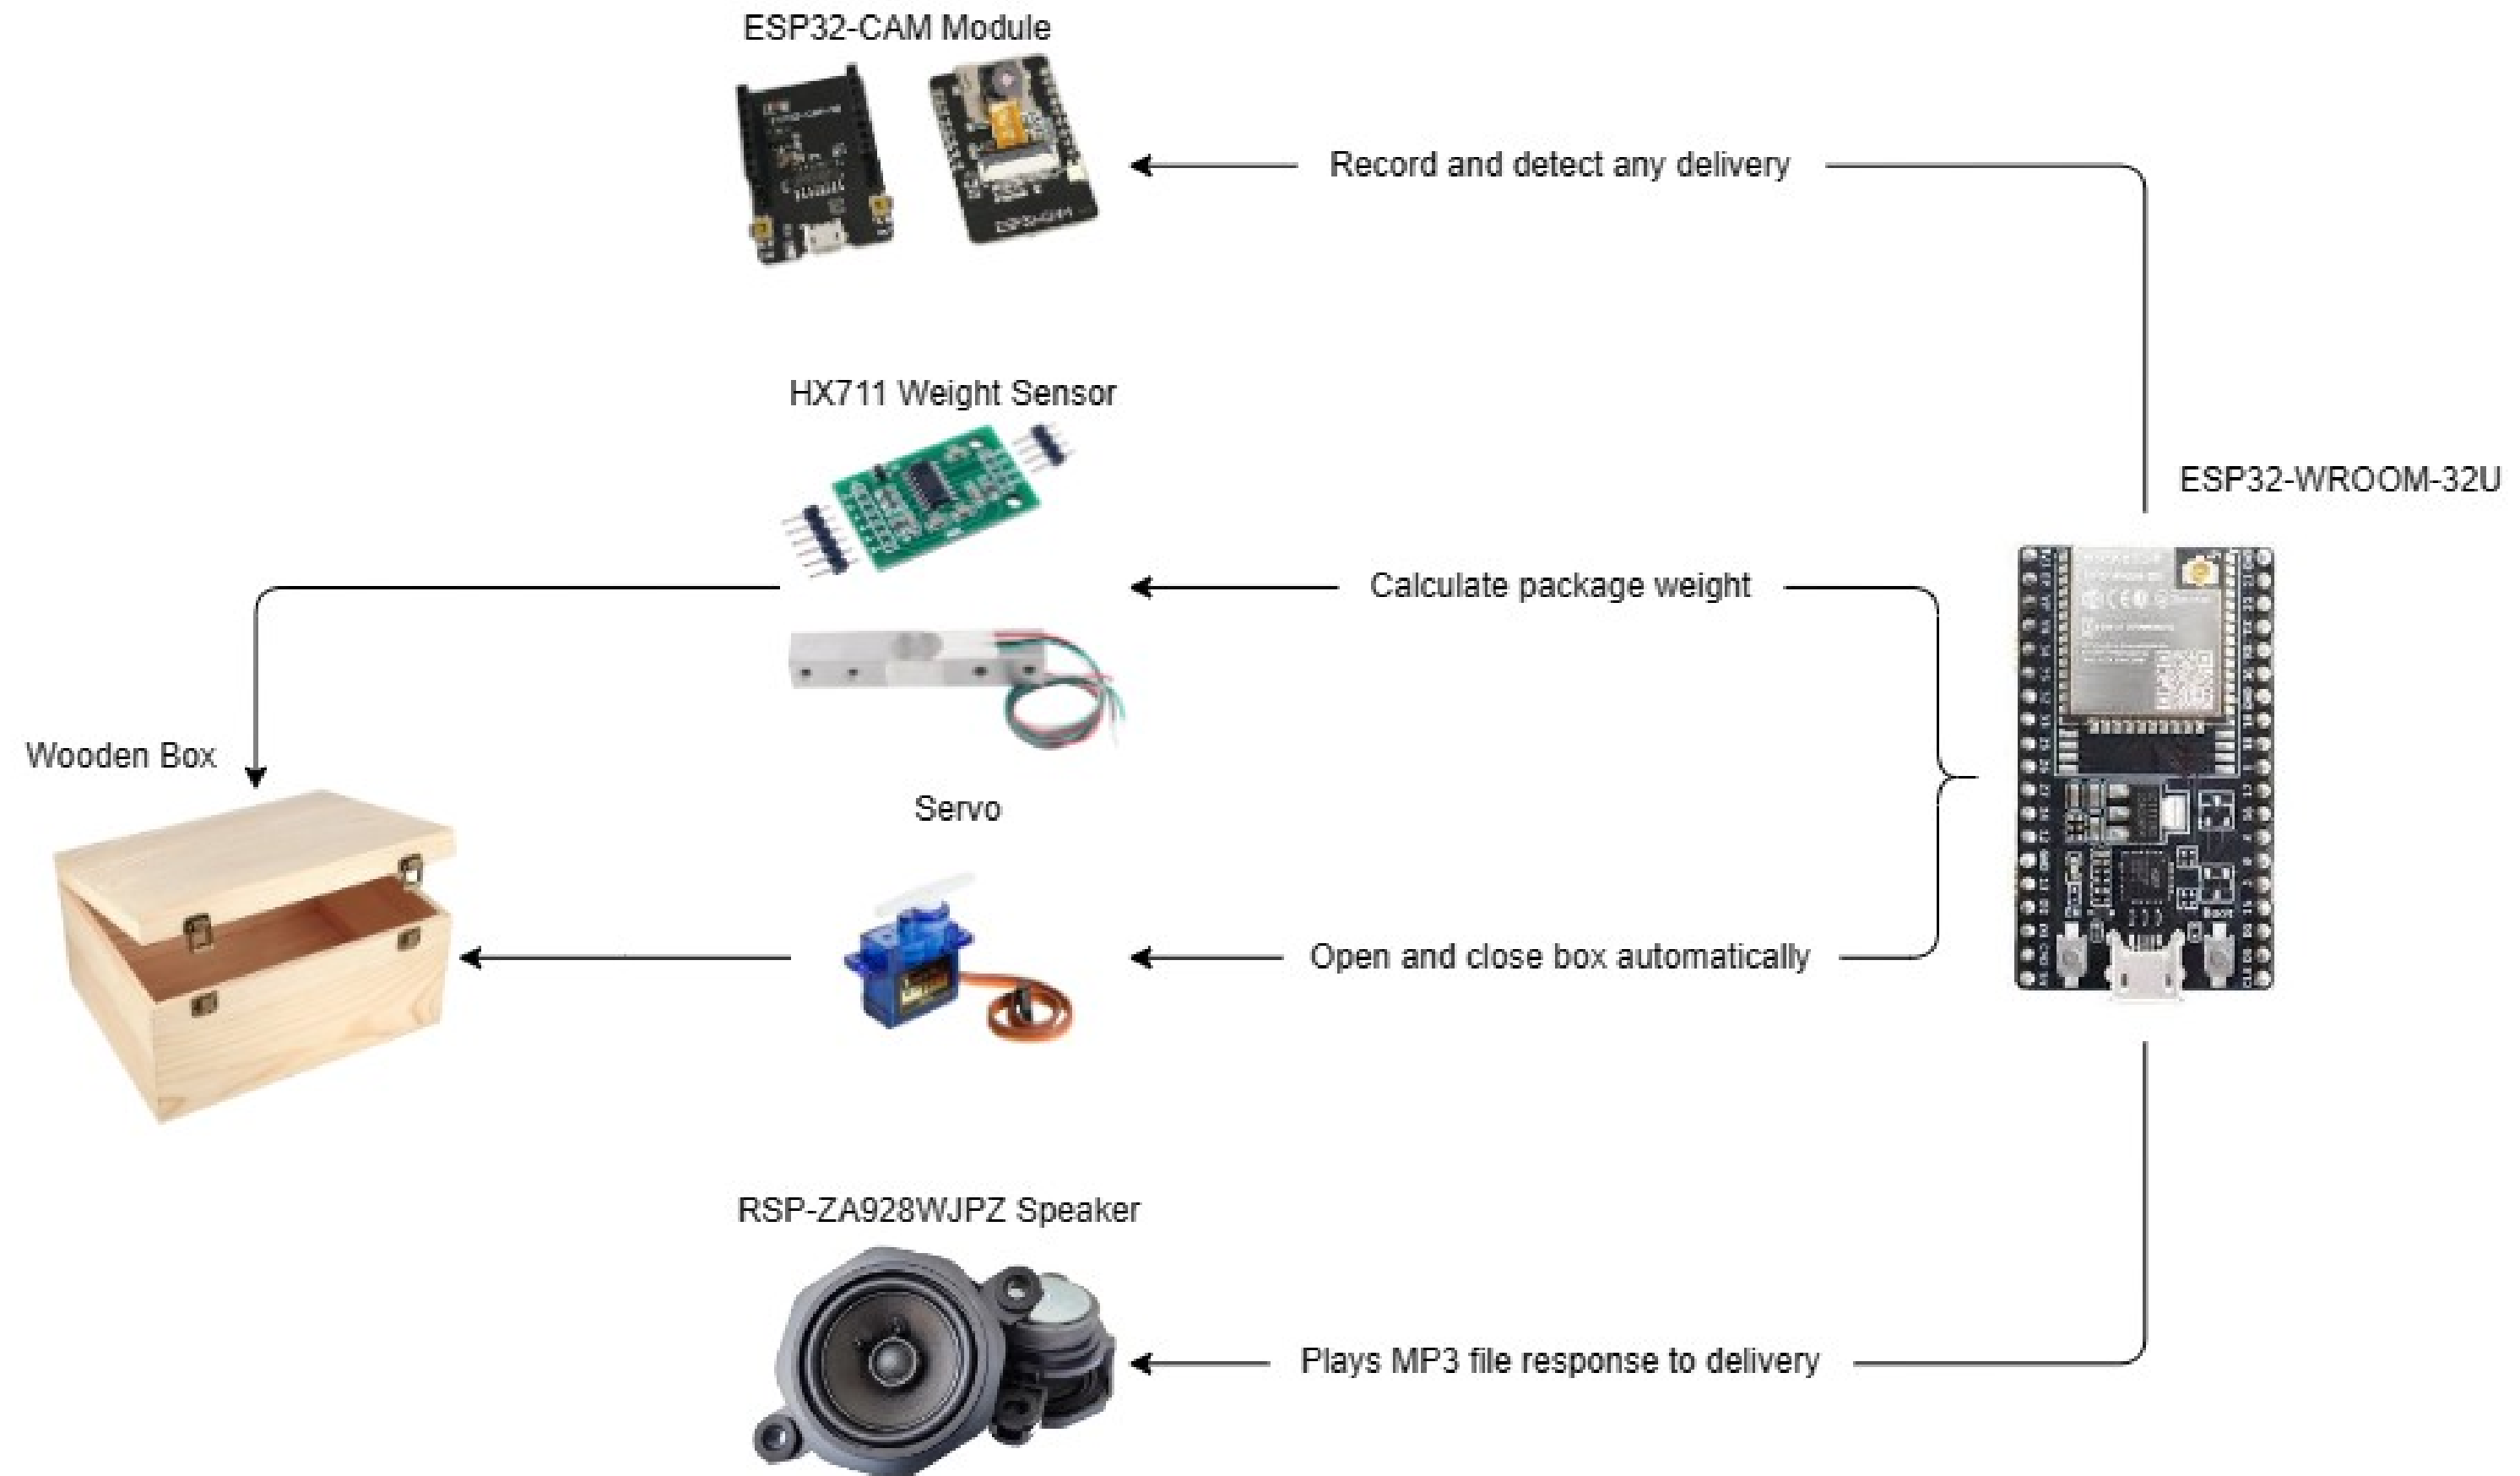 ESP32-CAM Module
Record and detect any delivery
HX711 Weight Sensor
ESP32-WROOM-32U
Calculate package weight
Wooden Box
Servo
Open and close box automatically
RSP-ZA928WJPZ Speaker
Plays MP3 file response to delivery